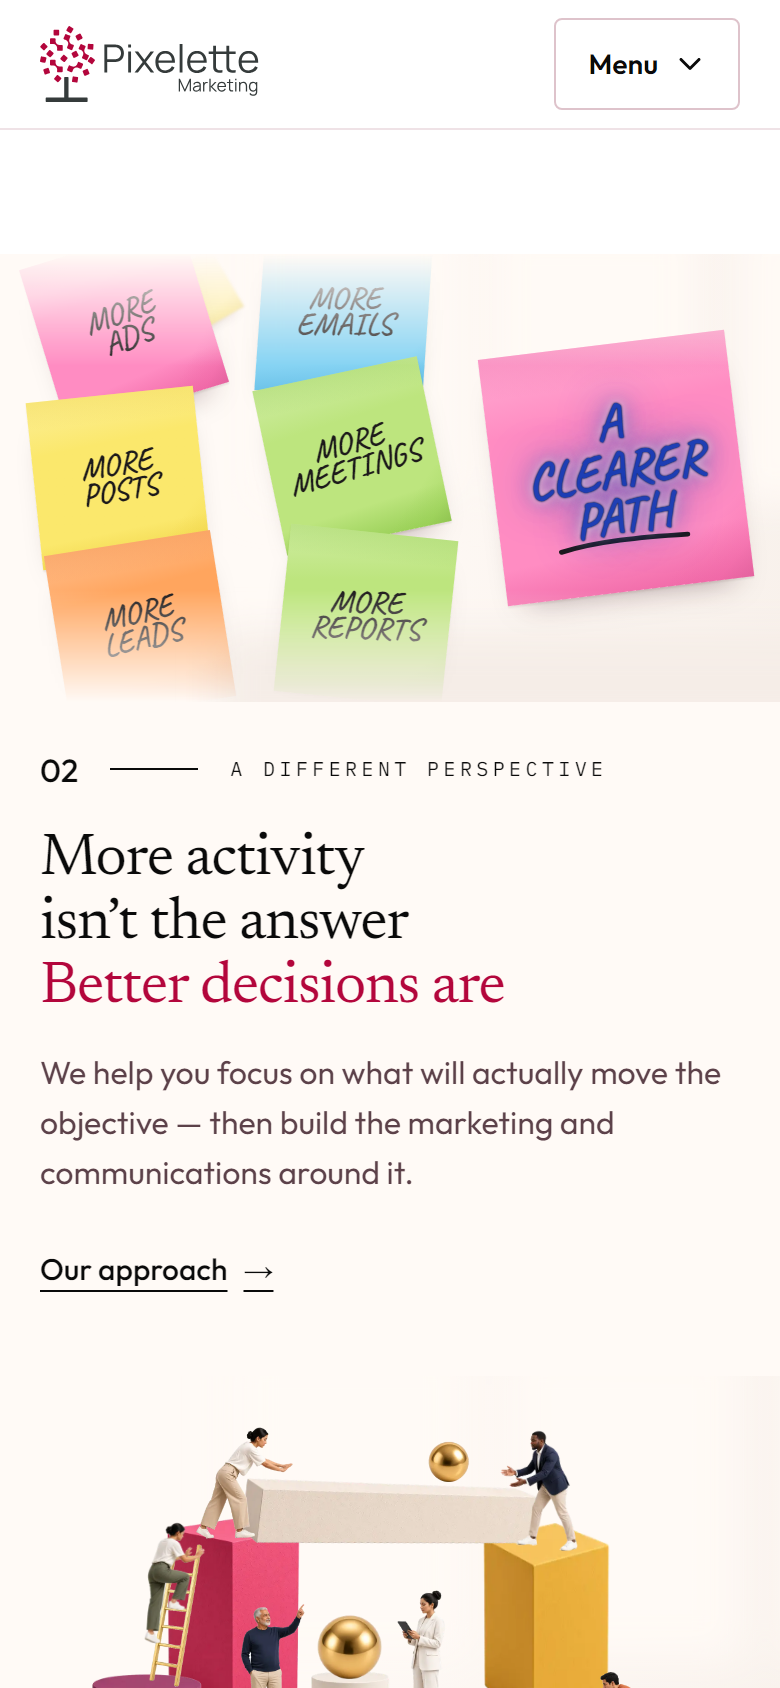 Pixelette
Marketing
Menu
MORE
ADS
MORE
EMAILS
MORE
POSTS
MORE
MEETINGS
A
CLEARER
PATH
MORE
LEADS
MORE
REPORTS
02 A DIFFERENT PERSPECTIVE
More activity
isn’t the answer
Better decisions are
We help you focus on what will actually move the
objective — then build the marketing and
communications around it.
Our approach →